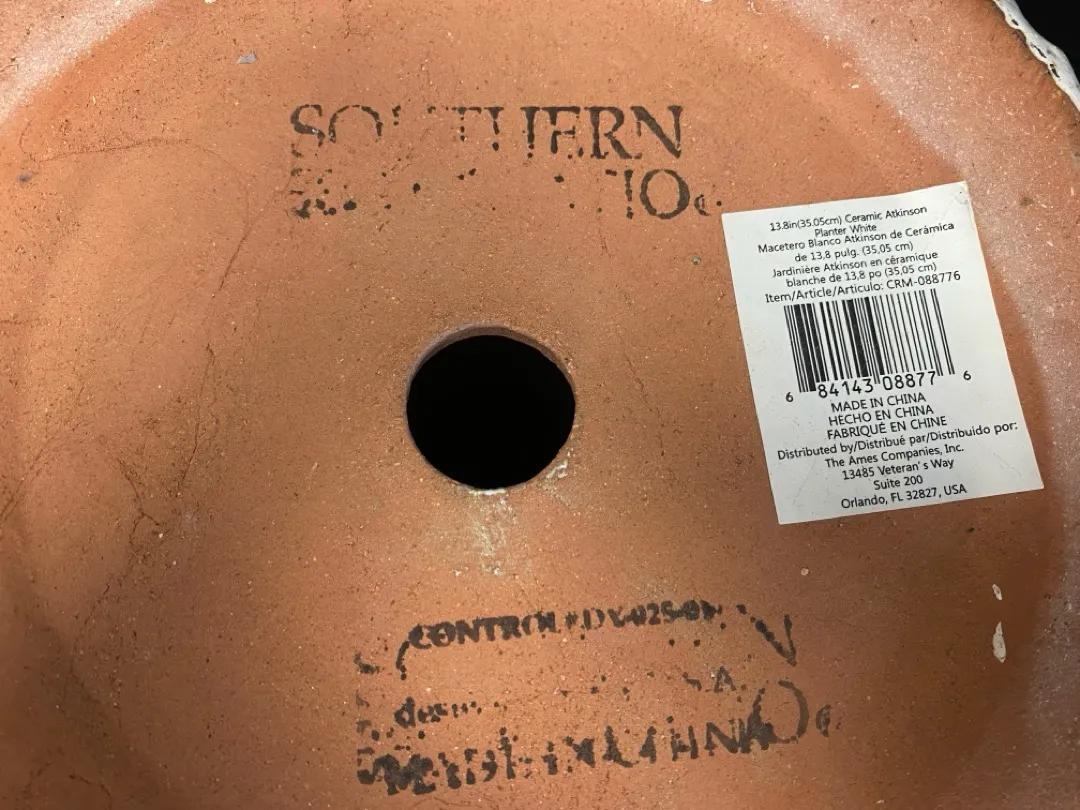 SOUTHERN
13.8in(35.05cm) Ceramic Atkinson
Planter White
Macetero Blanco Atkinson de Cerámica
de 13,8 pulg. (35,05 cm)
Jardinière Atkinson en céramique
blanche de 13,8 po (35,05 cm)
Item/Article/Articulo: CRM-088776
6 84143 08877 6
MADE IN CHINA
HECHO EN CHINA
FABRIQUÉ EN CHINE
Distributed by/Distribué par/Distribuido por:
The Ames Companies, Inc.
13485 Veteran's Way
Suite 200
Orlando, FL 32827, USA
CONTROL